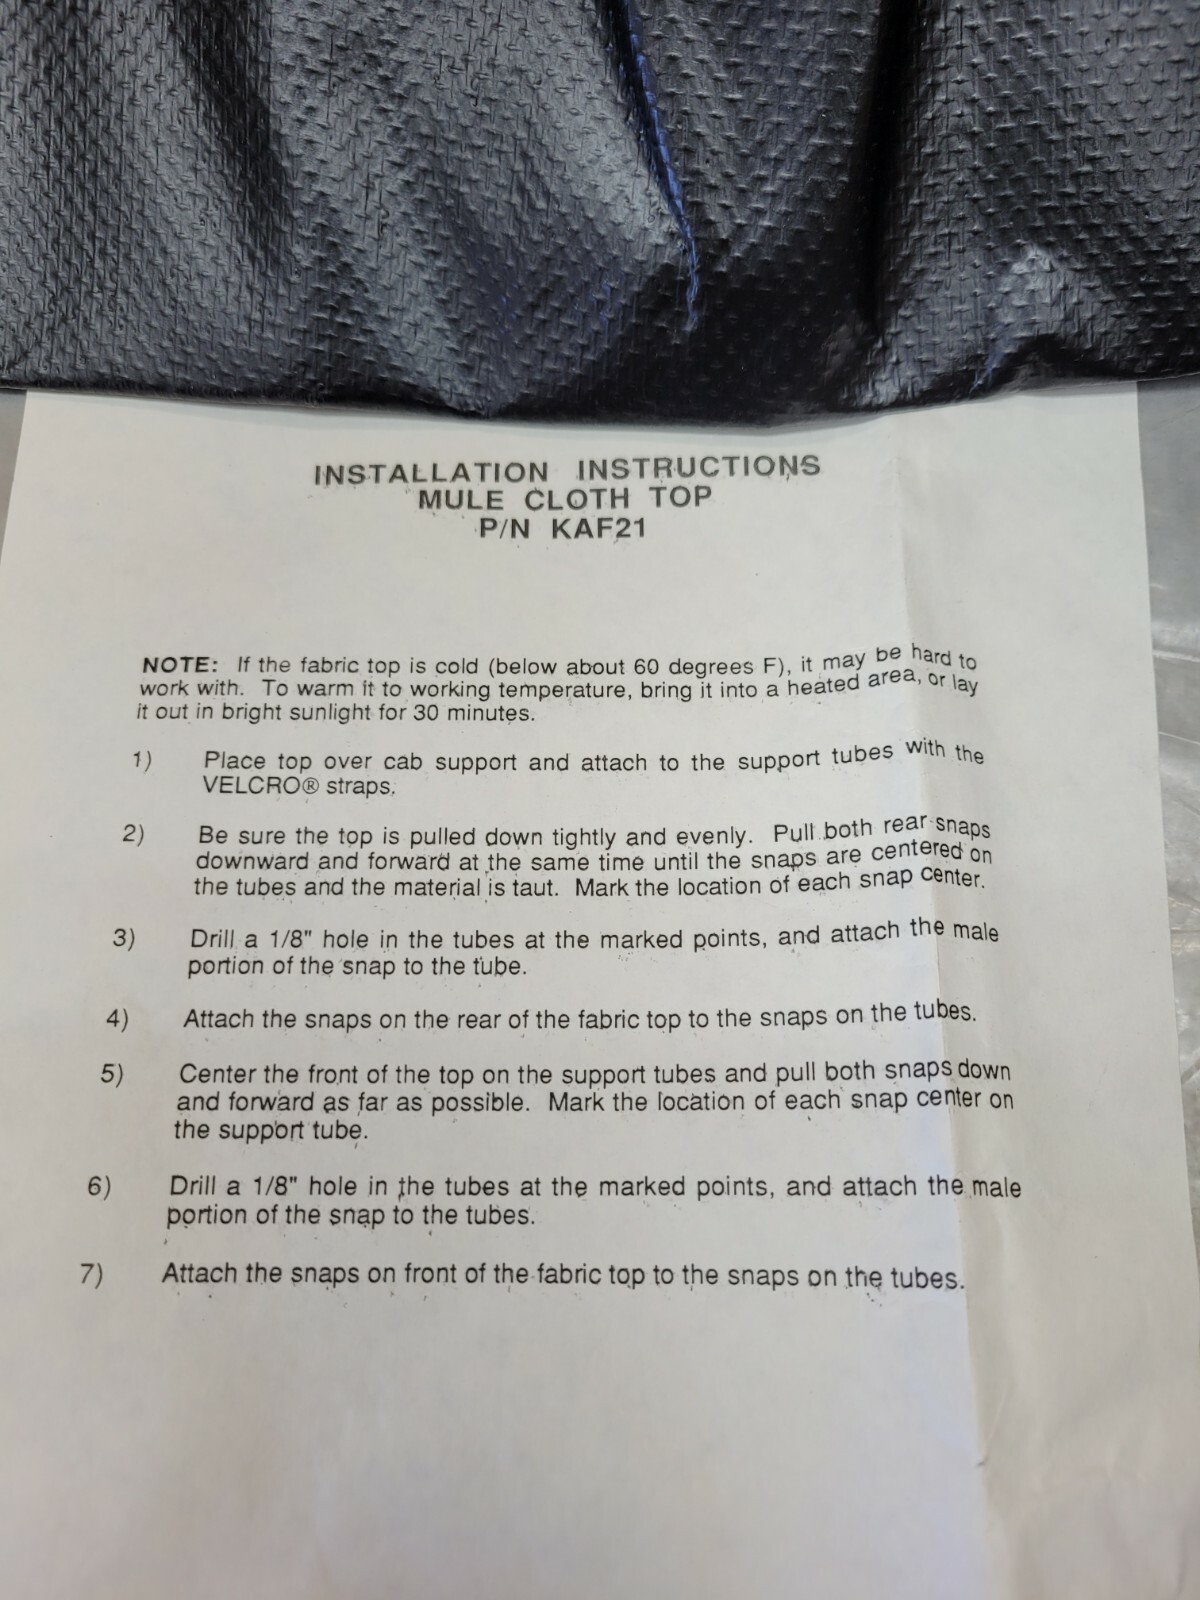 INSTALLATION INSTRUCTIONS
MULE CLOTH TOP
P/N KAF21
NOTE: If the fabric top is cold (below about 60 degrees F), it may be hard to
work with. To warm it to working temperature, bring it into a heated area, or lay
it out in bright sunlight for 30 minutes.
1) Place top over cab support and attach to the support tubes with the
VELCRO® straps.
2) Be sure the top is pulled down tightly and evenly. Pull both rear snaps
downward and forward at the same time until the snaps are centered on
the tubes and the material is taut. Mark the location of each snap center.
3) Drill a 1/8" hole in the tubes at the marked points, and attach the male
portion of the snap to the tube.
4) Attach the snaps on the rear of the fabric top to the snaps on the tubes.
5) Center the front of the top on the support tubes and pull both snaps down
and forward as far as possible. Mark the location of each snap center on
the support tube.
6) Drill a 1/8" hole in the tubes at the marked points, and attach the male
portion of the snap to the tubes.
7) Attach the snaps on front of the fabric top to the snaps on the tubes.